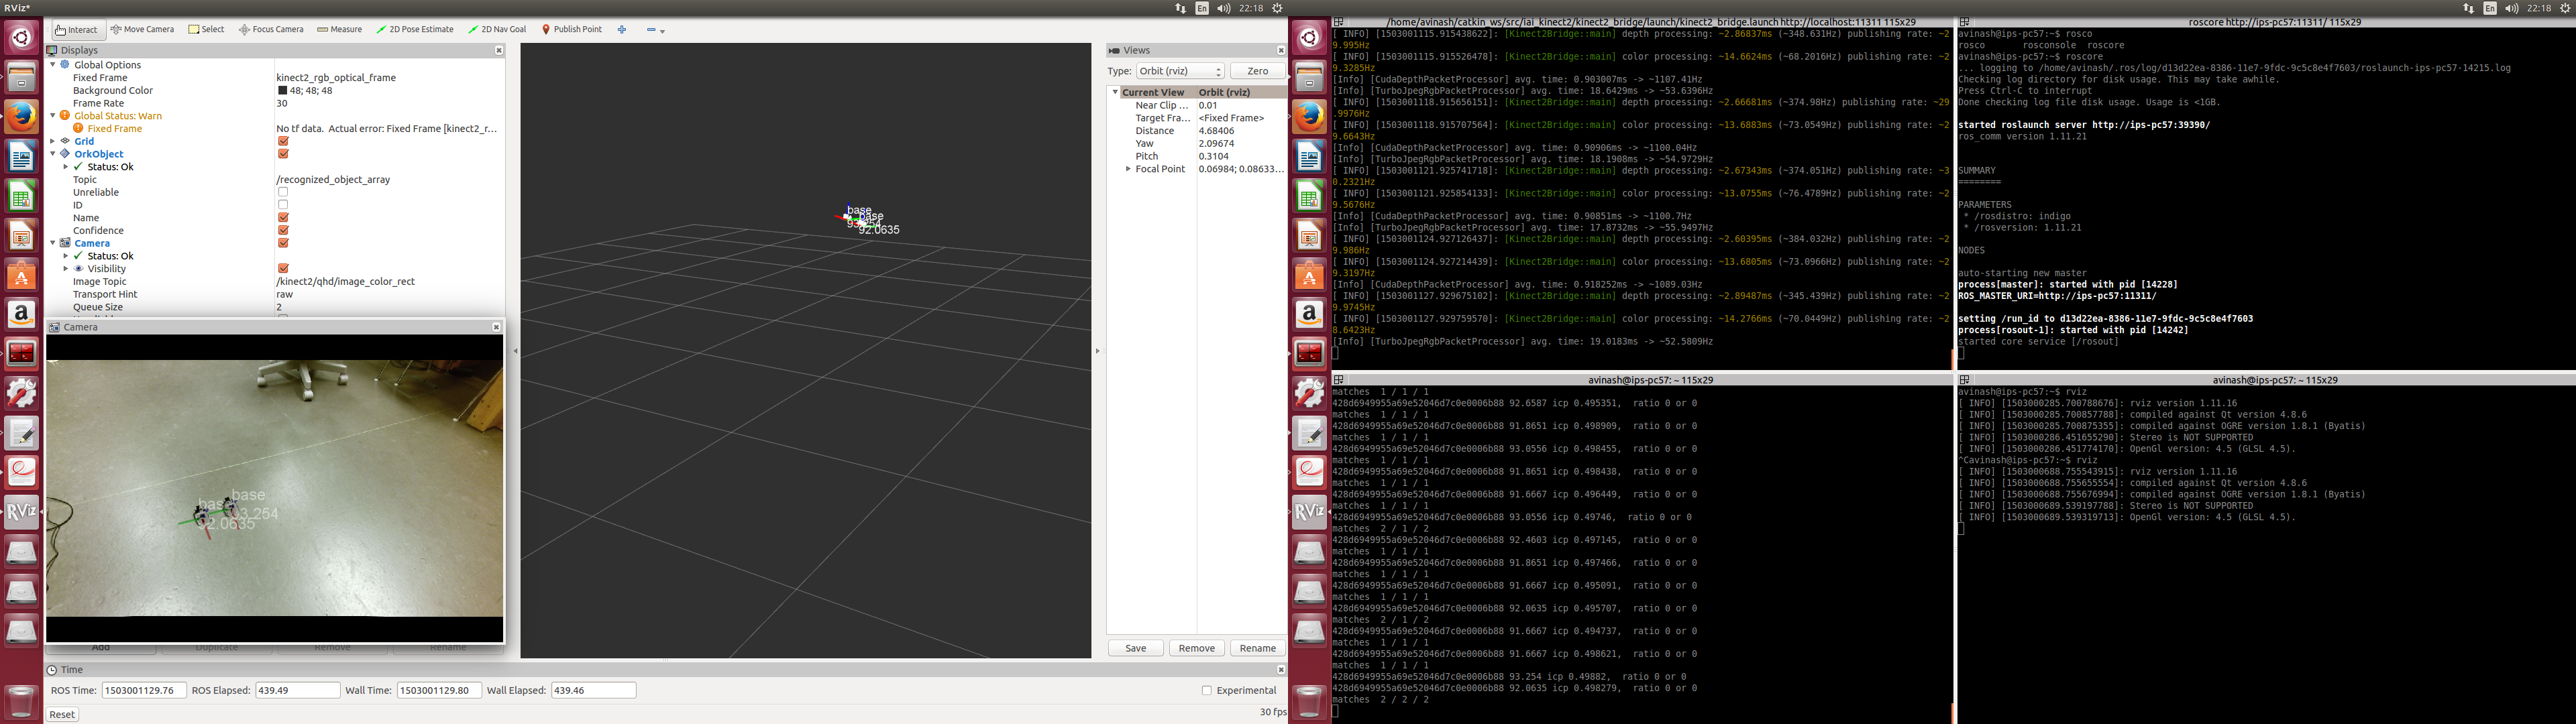 RViz*
En
22:18
Interact
Move Camera
Select
Focus Camera
Measure
2D Pose Estimate
2D Nav Goal
Publish Point
Displays
Global Options
Fixed Frame kinect2_rgb_optical_frame
Background Color 48; 48; 48
Frame Rate 30
Global Status: Warn
Fixed Frame No tf data. Actual error: Fixed Frame [kinect2_r...
Grid
OrkObject
Status: Ok
Topic /recognized_object_array
Unreliable
ID
Name
Confidence
Camera
Status: Ok
Visibility
Image Topic /kinect2/qhd/image_color_rect
Transport Hint raw
Queue Size 2
Camera
base
base
93.254
92.0635
Add Duplicate Remove Rename
base
base
93.254
92.0635
Views
Type: Orbit (rviz) Zero
Current View Orbit (rviz)
Near Clip ... 0.01
Target Fra... <Fixed Frame>
Distance 4.68406
Yaw 2.09674
Pitch 0.3104
Focal Point 0.06984; 0.08633...
Save Remove Rename
Time
ROS Time: 1503001129.76 ROS Elapsed: 439.49 Wall Time: 1503001129.80 Wall Elapsed: 439.46 Experimental
Reset 30 fps
En
22:18
/home/avinash/catkin_ws/src/iai_kinect2/kinect2_bridge/launch/kinect2_bridge.launch http://localhost:11311 115x29
[ INFO] [1503001115.915438622]: [Kinect2Bridge::main] depth processing: ~2.86837ms (~348.631Hz) publishing rate: ~2
9.995Hz
[ INFO] [1503001115.915526478]: [Kinect2Bridge::main] color processing: ~14.6624ms (~68.2016Hz) publishing rate: ~2
9.3285Hz
[Info] [CudaDepthPacketProcessor] avg. time: 0.903007ms -> ~1107.41Hz
[Info] [TurboJpegRgbPacketProcessor] avg. time: 18.6429ms -> ~53.6396Hz
[ INFO] [1503001118.915656151]: [Kinect2Bridge::main] depth processing: ~2.66681ms (~374.98Hz) publishing rate: ~29
.9976Hz
[ INFO] [1503001118.915707564]: [Kinect2Bridge::main] color processing: ~13.6883ms (~73.0549Hz) publishing rate: ~2
9.6643Hz
[Info] [CudaDepthPacketProcessor] avg. time: 0.90906ms -> ~1100.04Hz
[Info] [TurboJpegRgbPacketProcessor] avg. time: 18.1908ms -> ~54.9729Hz
[ INFO] [1503001121.925741718]: [Kinect2Bridge::main] depth processing: ~2.67343ms (~374.051Hz) publishing rate: ~3
0.2321Hz
[ INFO] [1503001121.925854133]: [Kinect2Bridge::main] color processing: ~13.0755ms (~76.4789Hz) publishing rate: ~2
9.5676Hz
[Info] [CudaDepthPacketProcessor] avg. time: 0.90851ms -> ~1100.7Hz
[Info] [TurboJpegRgbPacketProcessor] avg. time: 17.8732ms -> ~55.9497Hz
[ INFO] [1503001124.927126437]: [Kinect2Bridge::main] depth processing: ~2.60395ms (~384.032Hz) publishing rate: ~2
9.986Hz
[ INFO] [1503001124.927214439]: [Kinect2Bridge::main] color processing: ~13.6805ms (~73.0966Hz) publishing rate: ~2
9.3197Hz
[Info] [CudaDepthPacketProcessor] avg. time: 0.918252ms -> ~1089.03Hz
[ INFO] [1503001127.929675102]: [Kinect2Bridge::main] depth processing: ~2.89487ms (~345.439Hz) publishing rate: ~2
9.9745Hz
[ INFO] [1503001127.929759570]: [Kinect2Bridge::main] color processing: ~14.2766ms (~70.0449Hz) publishing rate: ~2
8.6423Hz
[Info] [TurboJpegRgbPacketProcessor] avg. time: 19.0183ms -> ~52.5809Hz
roscore http://ips-pc57:11311/ 115x29
avinash@ips-pc57:~$ rosco
rosco rosconsole roscore
avinash@ips-pc57:~$ roscore
... logging to /home/avinash/.ros/log/d13d22ea-8386-11e7-9fdc-9c5c8e4f7603/roslaunch-ips-pc57-14215.log
Checking log directory for disk usage. This may take awhile.
Press Ctrl-C to interrupt
Done checking log file disk usage. Usage is <1GB.
started roslaunch server http://ips-pc57:39390/
ros_comm version 1.11.21
SUMMARY
========
PARAMETERS
* /rosdistro: indigo
* /rosversion: 1.11.21
NODES
auto-starting new master
process[master]: started with pid [14228]
ROS_MASTER_URI=http://ips-pc57:11311/
setting /run_id to d13d22ea-8386-11e7-9fdc-9c5c8e4f7603
process[rosout-1]: started with pid [14242]
started core service [/rosout]
avinash@ips-pc57: ~ 115x29
matches 1 / 1 / 1
428d6949955a69e52046d7c0e0006b88 92.6587 icp 0.495351, ratio 0 or 0
matches 1 / 1 / 1
428d6949955a69e52046d7c0e0006b88 91.8651 icp 0.498909, ratio 0 or 0
matches 1 / 1 / 1
428d6949955a69e52046d7c0e0006b88 93.0556 icp 0.498455, ratio 0 or 0
matches 1 / 1 / 1
428d6949955a69e52046d7c0e0006b88 91.8651 icp 0.498438, ratio 0 or 0
matches 1 / 1 / 1
428d6949955a69e52046d7c0e0006b88 91.6667 icp 0.496449, ratio 0 or 0
matches 1 / 1 / 1
428d6949955a69e52046d7c0e0006b88 93.0556 icp 0.49746, ratio 0 or 0
matches 2 / 1 / 2
428d6949955a69e52046d7c0e0006b88 92.4603 icp 0.497145, ratio 0 or 0
matches 1 / 1 / 1
428d6949955a69e52046d7c0e0006b88 91.8651 icp 0.497466, ratio 0 or 0
matches 1 / 1 / 1
428d6949955a69e52046d7c0e0006b88 91.6667 icp 0.495091, ratio 0 or 0
matches 1 / 1 / 1
428d6949955a69e52046d7c0e0006b88 92.0635 icp 0.495707, ratio 0 or 0
matches 2 / 1 / 2
428d6949955a69e52046d7c0e0006b88 91.6667 icp 0.494737, ratio 0 or 0
matches 1 / 1 / 1
428d6949955a69e52046d7c0e0006b88 91.6667 icp 0.498621, ratio 0 or 0
matches 1 / 1 / 1
428d6949955a69e52046d7c0e0006b88 93.254 icp 0.49882, ratio 0 or 0
428d6949955a69e52046d7c0e0006b88 92.0635 icp 0.498279, ratio 0 or 0
matches 2 / 2 / 2
avinash@ips-pc57: ~ 115x29
avinash@ips-pc57:~$ rviz
[ INFO] [1503000285.700788676]: rviz version 1.11.16
[ INFO] [1503000285.700857788]: compiled against Qt version 4.8.6
[ INFO] [1503000285.700875355]: compiled against OGRE version 1.8.1 (Byatis)
[ INFO] [1503000286.451655290]: Stereo is NOT SUPPORTED
[ INFO] [1503000286.451774170]: OpenGl version: 4.5 (GLSL 4.5).
^Cavinash@ips-pc57:~$ rviz
[ INFO] [1503000688.755543915]: rviz version 1.11.16
[ INFO] [1503000688.755655554]: compiled against Qt version 4.8.6
[ INFO] [1503000688.755676994]: compiled against OGRE version 1.8.1 (Byatis)
[ INFO] [1503000689.539197788]: Stereo is NOT SUPPORTED
[ INFO] [1503000689.539319713]: OpenGl version: 4.5 (GLSL 4.5).